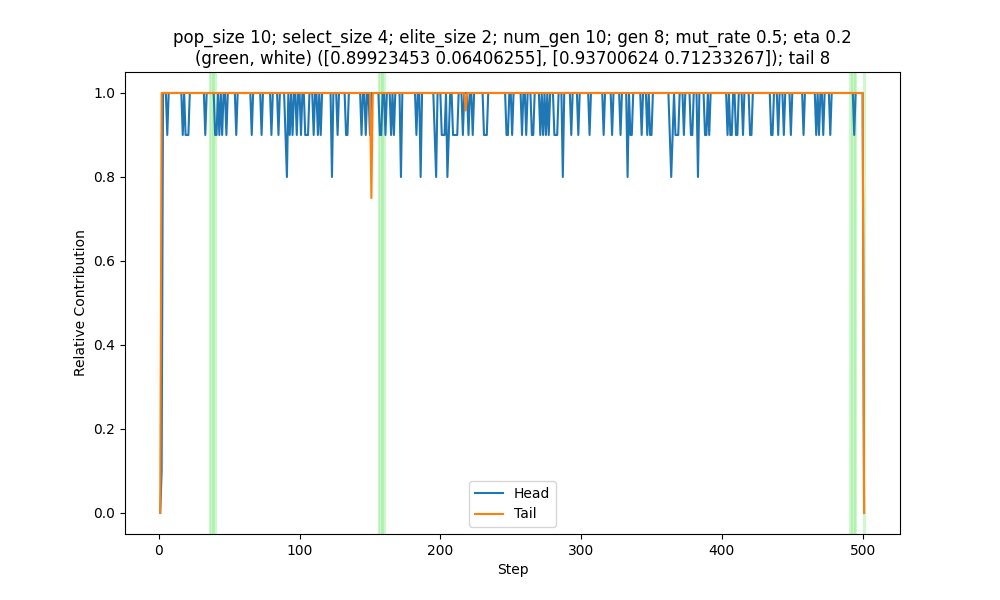 pop_size 10; select_size 4; elite_size 2; num_gen 10; gen 8; mut_rate 0.5; eta 0.2
(green, white) ([0.89923453 0.06406255], [0.93700624 0.71233267]); tail 8
1.0
0.8
0.6
0.4
0.2
0.0
Relative Contribution
Head
Tail
0
100
200
300
400
500
Step